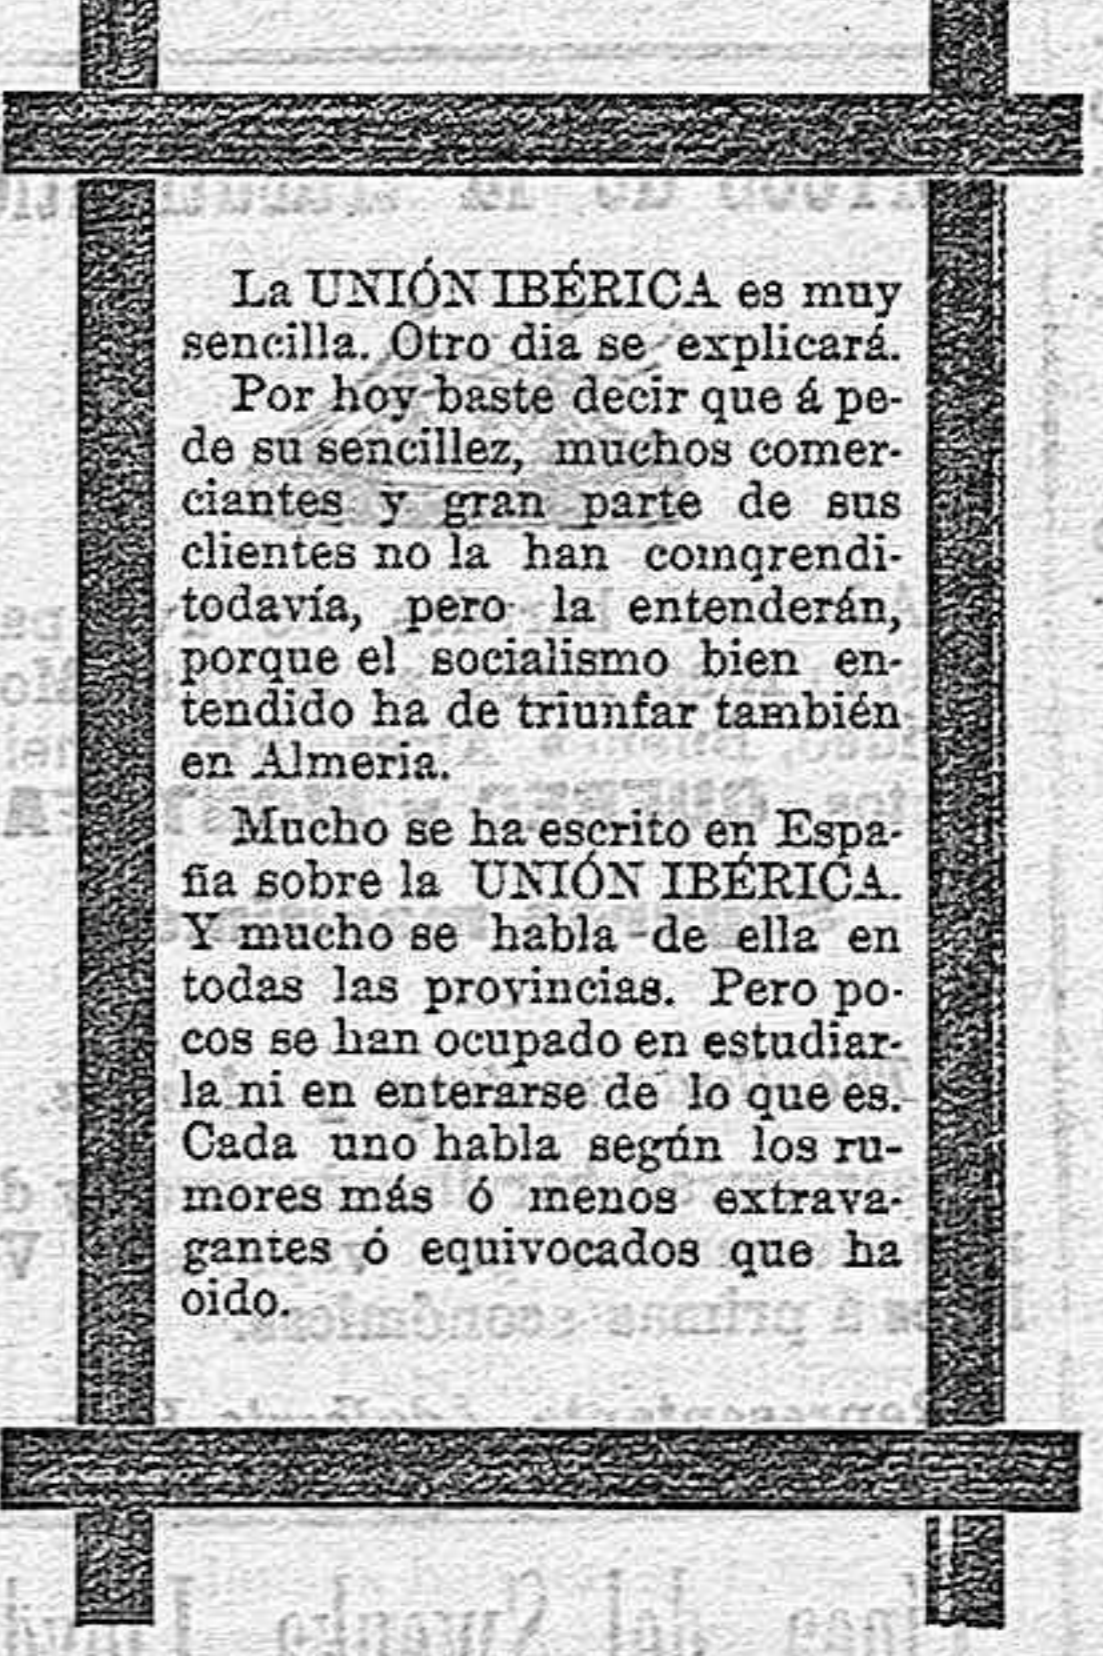 La UNIÓN IBÉRICA es muy
sencilla. Otro dia se explicará.
Por hoy baste decir que á pe-
de su sencillez, muchos comer-
ciantes y gran parte de sus
clientes no la han comqrendi-
todavía, pero la entenderán,
porque el socialismo bien en-
tendido ha de triunfar también
en Almeria.
Mucho se ha escrito en Espa-
ña sobre la UNIÓN IBÉRICA.
Y mucho se habla de ella en
todas las provincias. Pero po-
cos se han ocupado en estudiar-
la ni en enterarse de lo que es.
Cada uno habla según los ru-
mores más ó menos extrava-
gantes ó equivocados que ha
oido.